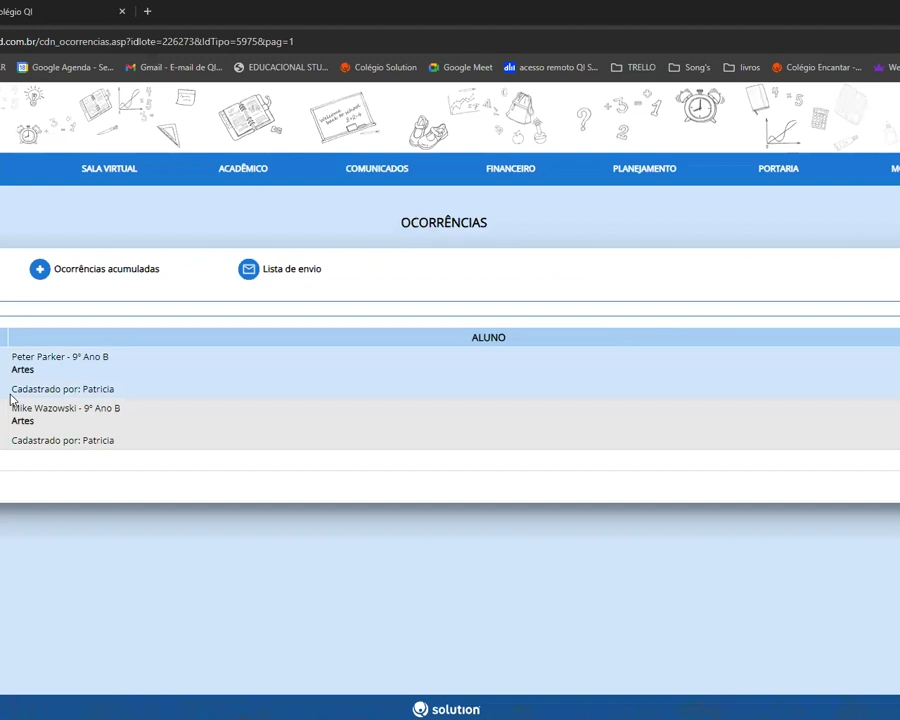 olégio QI
d.com.br/cdn_ocorrencias.asp?idlote=226273&IdTipo=5975&pag=1
R Google Agenda - Se... Gmail - E-mail de QI... EDUCACIONAL STU... Colégio Solution Google Meet acesso remoto QI S... TRELLO Song's livros Colégio Encantar -... We
SALA VIRTUAL ACADÊMICO COMUNICADOS FINANCEIRO PLANEJAMENTO PORTARIA MO
OCORRÊNCIAS
Ocorrências acumuladas Lista de envio
ALUNO
Peter Parker - 9º Ano B
Artes
Cadastrado por: Patricia
Mike Wazowski - 9º Ano B
Artes
Cadastrado por: Patricia
solution